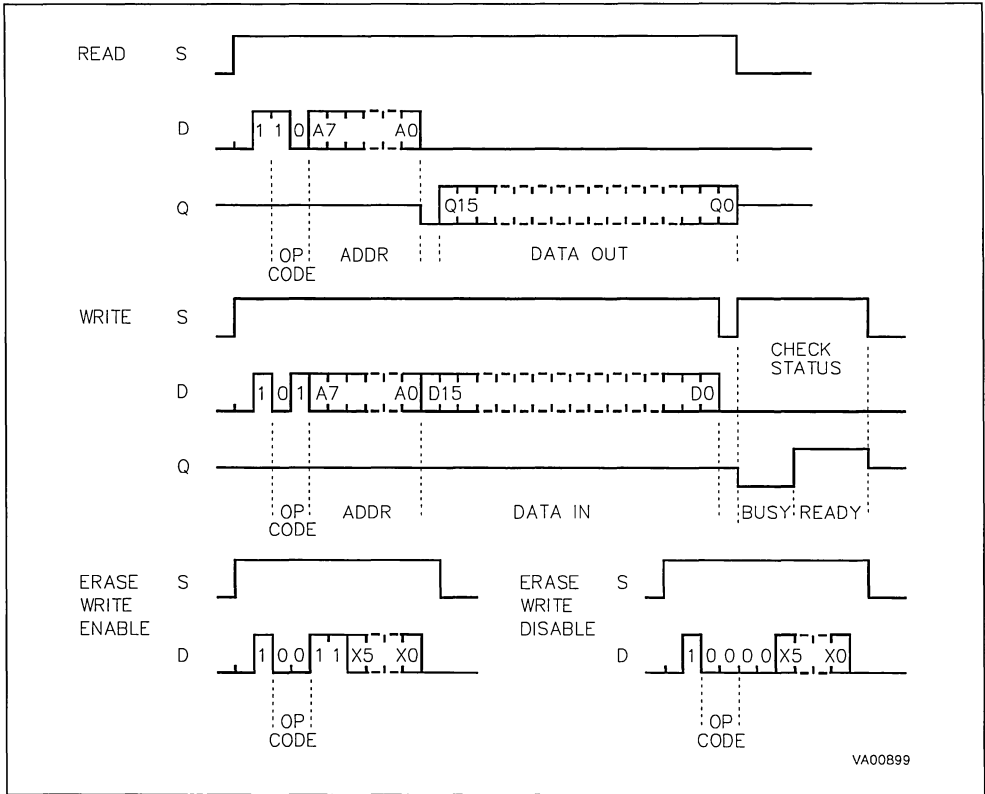 READ S
D 1 1 0 A7 A0
Q Q15 Q0
OP CODE ADDR DATA OUT
WRITE S
CHECK STATUS
D 1 0 1 A7 A0 D15 D0
Q
OP CODE ADDR DATA IN BUSY READY
ERASE WRITE ENABLE S
D 1 0 0 1 1 X5 X0
OP CODE
ERASE WRITE DISABLE S
D 1 0 0 0 0 X5 X0
OP CODE
VA00899